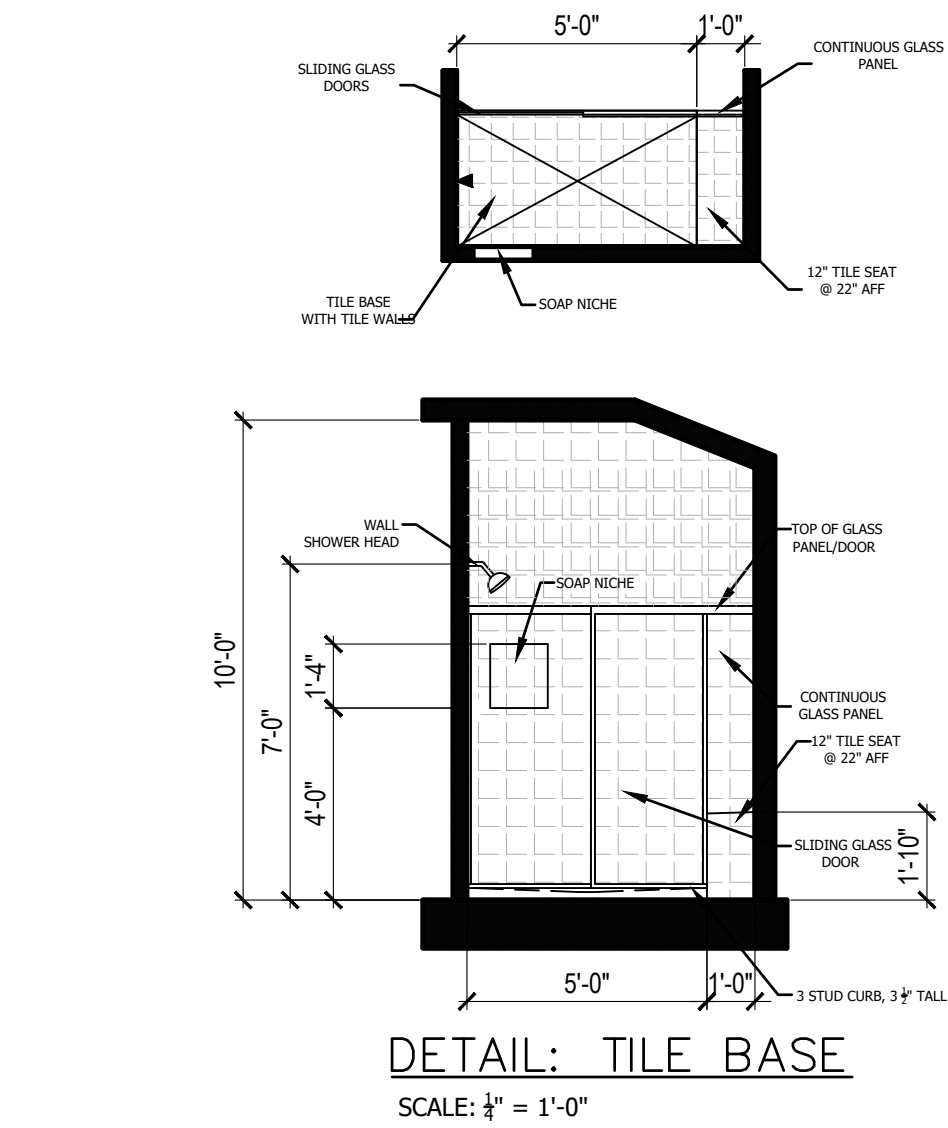 5'-0"
1'-0"
CONTINUOUS GLASS
PANEL
SLIDING GLASS
DOORS
12" TILE SEAT
@ 22" AFF
SOAP NICHE
TILE BASE
WITH TILE WALLS
WALL
SHOWER HEAD
TOP OF GLASS
PANEL/DOOR
SOAP NICHE
10'-0"
7'-0"
1'-4"
4'-0"
CONTINUOUS
GLASS PANEL
12" TILE SEAT
@ 22" AFF
SLIDING GLASS
DOOR
1'-10"
5'-0"
1'-0"
3 STUD CURB, 3 1/2" TALL
DETAIL: TILE BASE
SCALE: 1/4" = 1'-0"